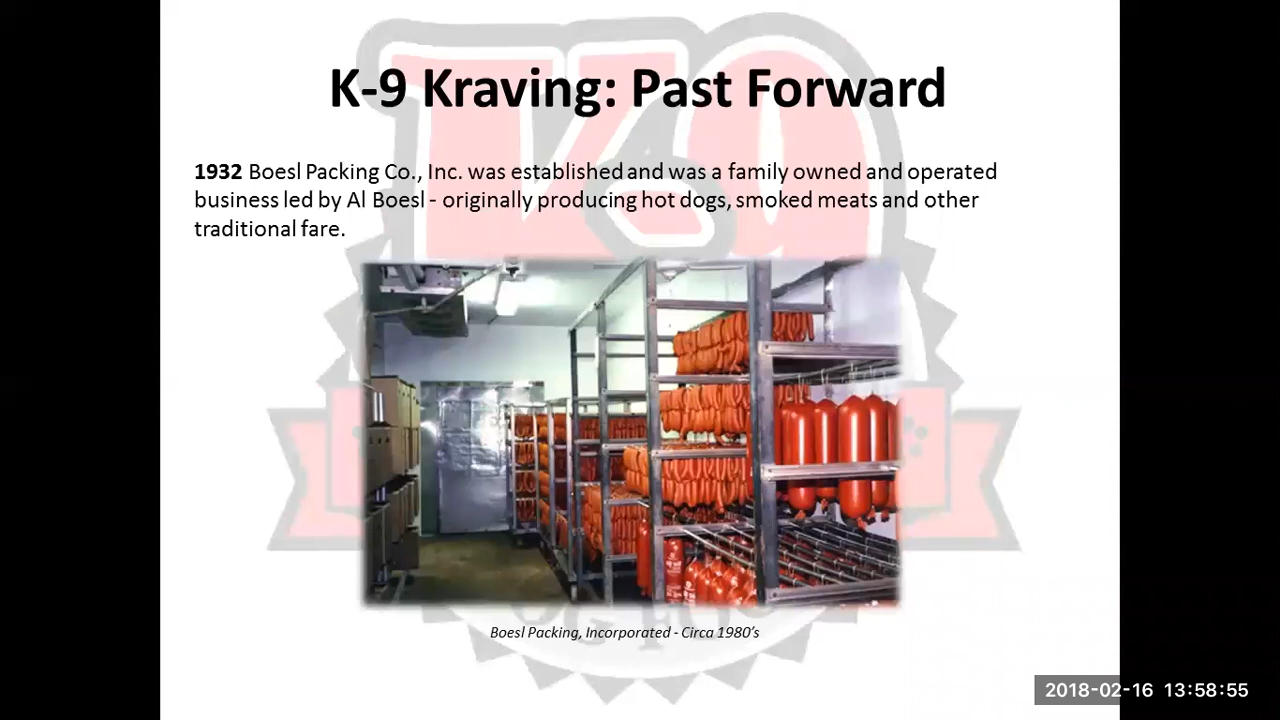 K-9 Kraving: Past Forward
1932 Boesl Packing Co., Inc. was established and was a family owned and operated
business led by Al Boesl - originally producing hot dogs, smoked meats and other
traditional fare.
Boesl Packing, Incorporated - Circa 1980's
2018-02-16 13:58:55